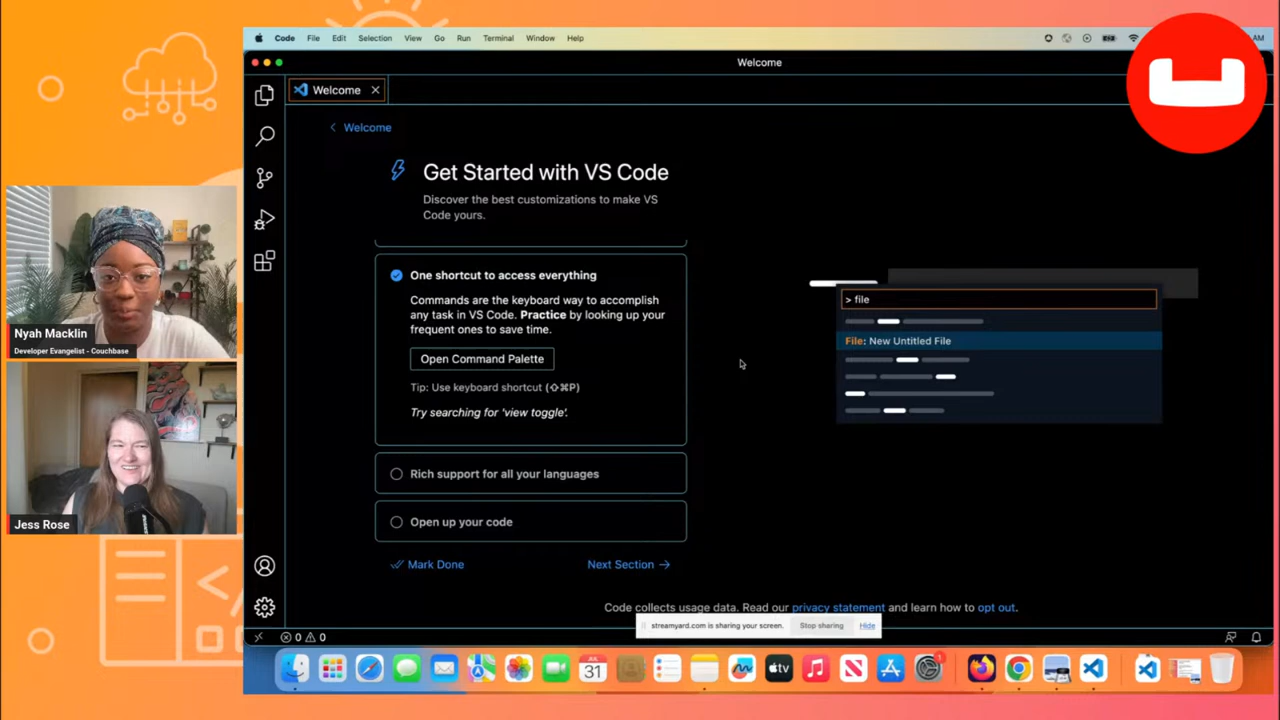 Code File Edit Selection View Go Run Terminal Window Help
AM
Welcome
Welcome
Welcome
Get Started with VS Code
Discover the best customizations to make VS
Code yours.
One shortcut to access everything
Commands are the keyboard way to accomplish
any task in VS Code. Practice by looking up your
frequent ones to save time.
Open Command Palette
Tip: Use keyboard shortcut (⇧⌘P)
Try searching for 'view toggle'.
> file
File: New Untitled File
Rich support for all your languages
Open up your code
Mark Done
Next Section →
Code collects usage data. Read our privacy statement and learn how to opt out.
streamyard.com is sharing your screen. Stop sharing Hide
0 0
JUL
31
tv
1
Nyah Macklin
Developer Evangelist - Couchbase
Jess Rose